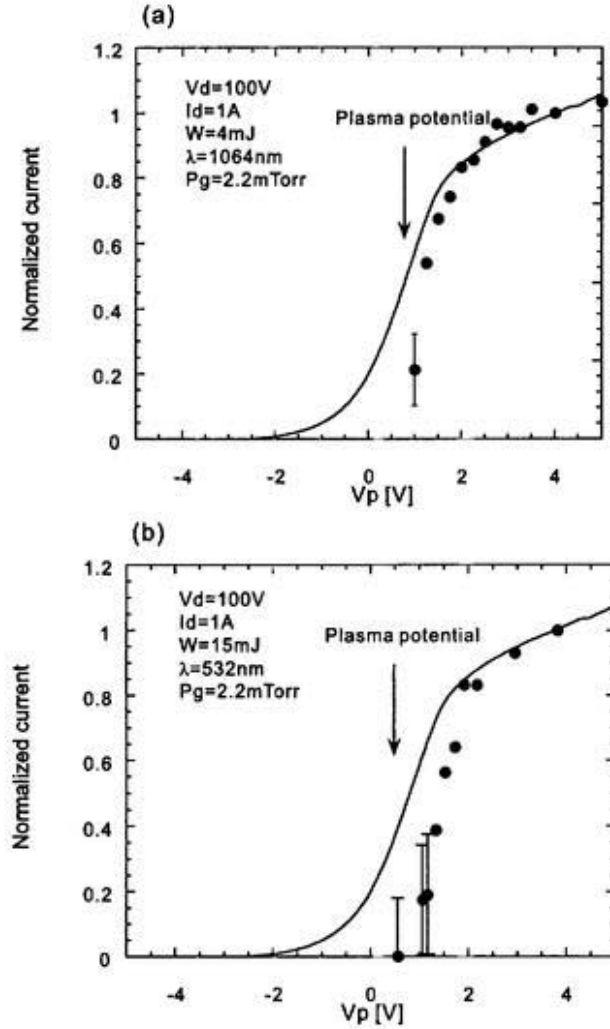 (a)
1.2
Vd=100V
Id=1A
W=4mJ
λ=1064nm
Pg=2.2mTorr
Plasma potential
1
0.8
0.6
0.4
0.2
0
Normalized current
-4 -2 0 2 4
Vp [V]
(b)
1.2
Vd=100V
Id=1A
W=15mJ
λ=532nm
Pg=2.2mTorr
Plasma potential
1
0.8
0.6
0.4
0.2
0
Normalized current
-4 -2 0 2 4
Vp [V]